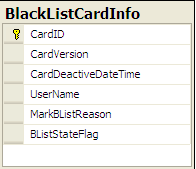 BlackListCardInfo
CardID
CardVersion
CardDeactiveDateTime
UserName
MarkBListReason
BListStateFlag